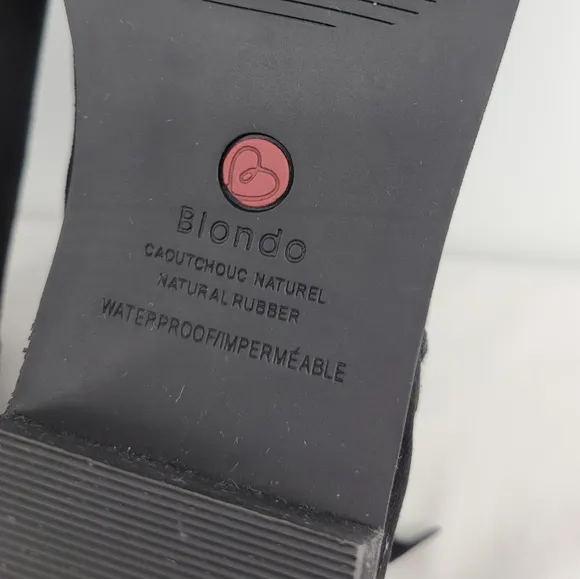 Blondo
CAOUTCHOUC NATUREL
NATURAL RUBBER
WATERPROOF/IMPERMÉABLE